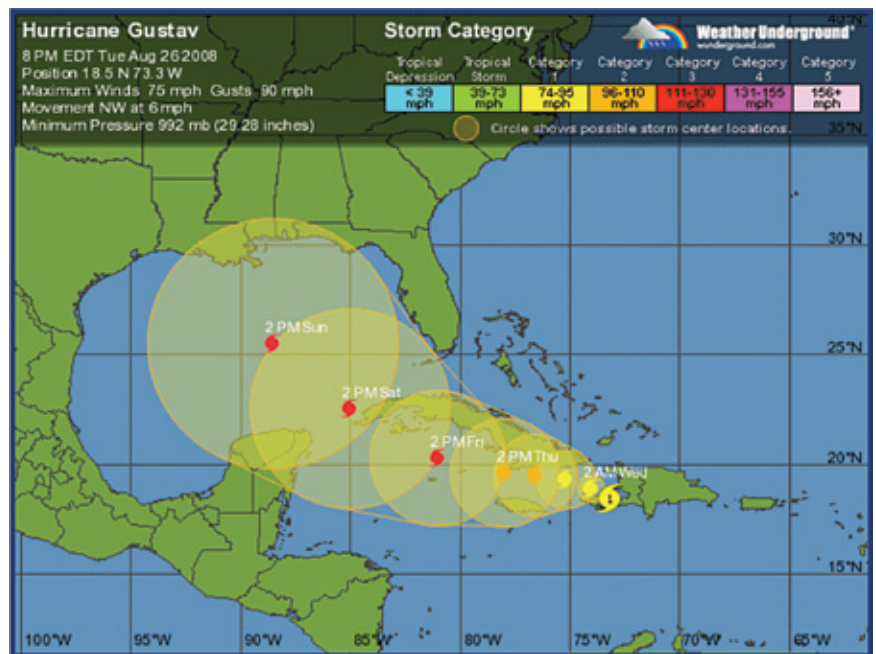 Hurricane Gustav
8 PM EDT Tue Aug 26 2008
Position 18.5 N 73.3 W
Maximum Winds 75 mph Gusts 90 mph
Movement NW at 6 mph
Minimum Pressure 992 mb (29.28 inches)
Storm Category
Weather Underground®
wunderground.com
Tropical Depression
Tropical Storm
Category 1
Category 2
Category 3
Category 4
Category 5
< 39 mph
39-73 mph
74-95 mph
96-110 mph
111-130 mph
131-155 mph
156+ mph
Circle shows possible storm center locations.
40°N
35°N
30°N
2 PM Sun
25°N
2 PM Sat
2 PM Fri
2 PM Thu
20°N
2 AM Wed
1
15°N
100°W
95°W
90°W
85°W
80°W
75°W
70°W
65°W